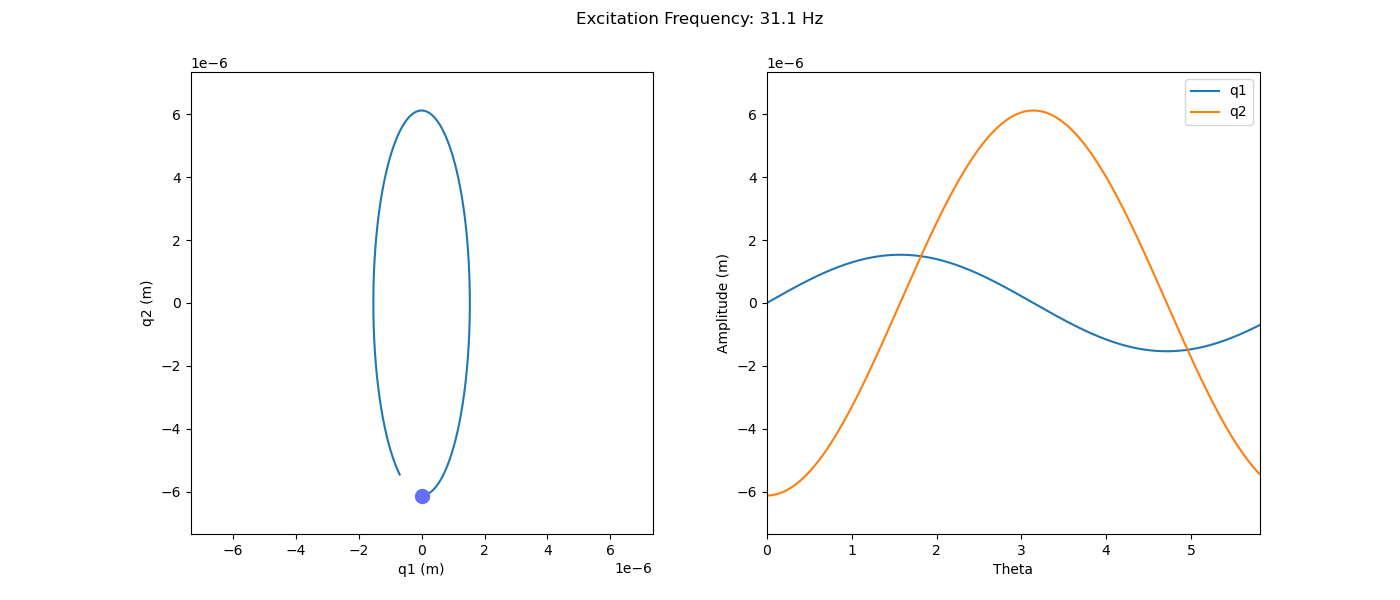 Excitation Frequency: 31.1 Hz
1e−6
6
4
2
0
−2
−4
−6
q2 (m)
−6 −4 −2 0 2 4 6
q1 (m)
1e−6
1e−6
q1
q2
6
4
2
0
−2
−4
−6
Amplitude (m)
0 1 2 3 4 5
Theta